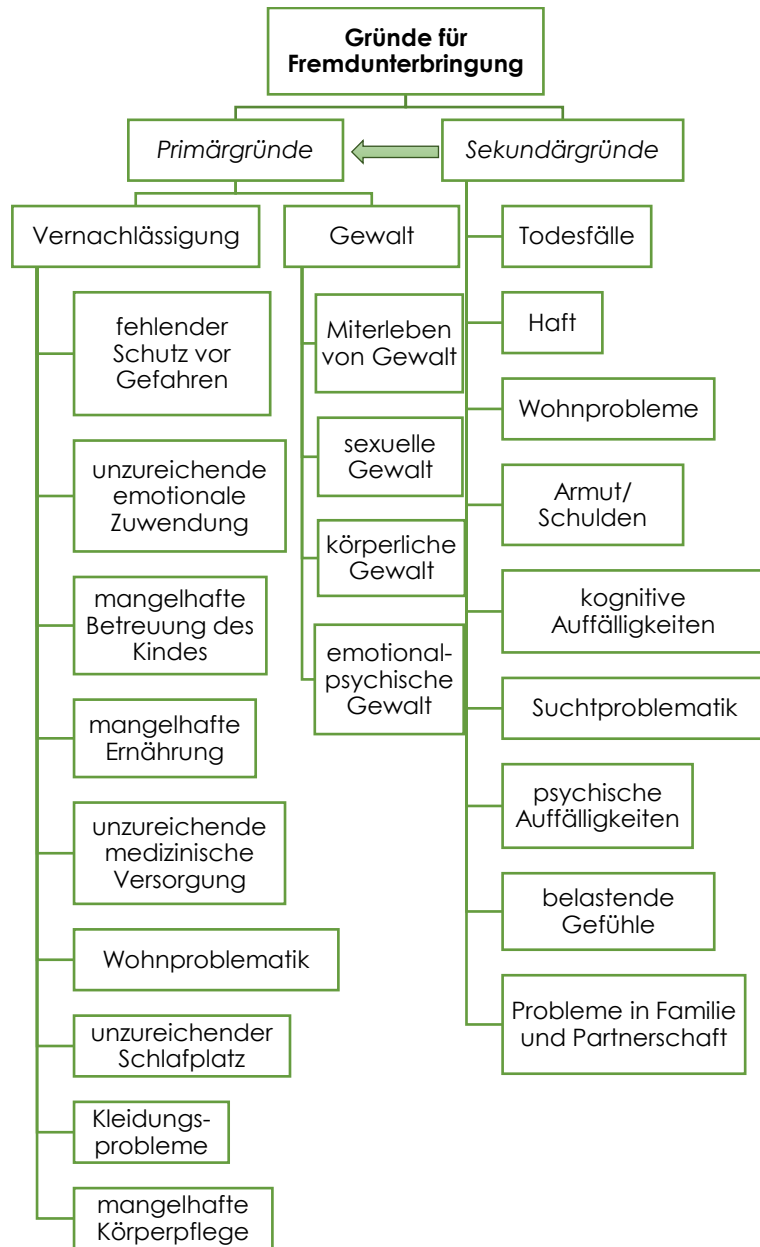 Gründe für
Fremdunterbringung
Primärgründe
Sekundärgründe
Vernachlässigung
Gewalt
fehlender
Schutz vor
Gefahren
unzureichende
emotionale
Zuwendung
mangelhafte
Betreuung des
Kindes
mangelhafte
Ernährung
unzureichende
medizinische
Versorgung
Wohnproblematik
unzureichender
Schlafplatz
Kleidungs-
probleme
mangelhafte
Körperpflege
Miterleben
von Gewalt
sexuelle
Gewalt
körperliche
Gewalt
emotional-
psychische
Gewalt
Todesfälle
Haft
Wohnprobleme
Armut/
Schulden
kognitive
Auffälligkeiten
Suchtproblematik
psychische
Auffälligkeiten
belastende
Gefühle
Probleme in Familie
und Partnerschaft